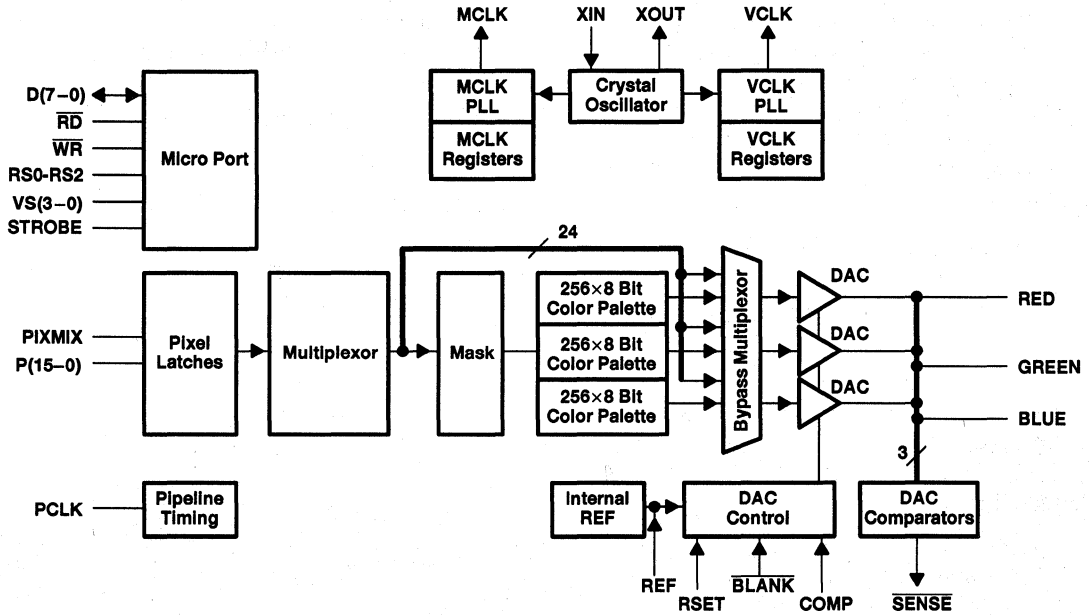 MCLK
XIN
XOUT
VCLK
D(7–0)
RD
WR
RS0-RS2
VS(3–0)
STROBE
Micro Port
MCLK
PLL
MCLK
Registers
Crystal
Oscillator
VCLK
PLL
VCLK
Registers
24
PIXMIX
P(15–0)
Pixel
Latches
Multiplexor
Mask
256×8 Bit
Color Palette
256×8 Bit
Color Palette
256×8 Bit
Color Palette
Bypass Multiplexor
DAC
DAC
DAC
RED
GREEN
BLUE
3
PCLK
Pipeline
Timing
Internal
REF
DAC
Control
DAC
Comparators
REF
RSET
BLANK
COMP
SENSE